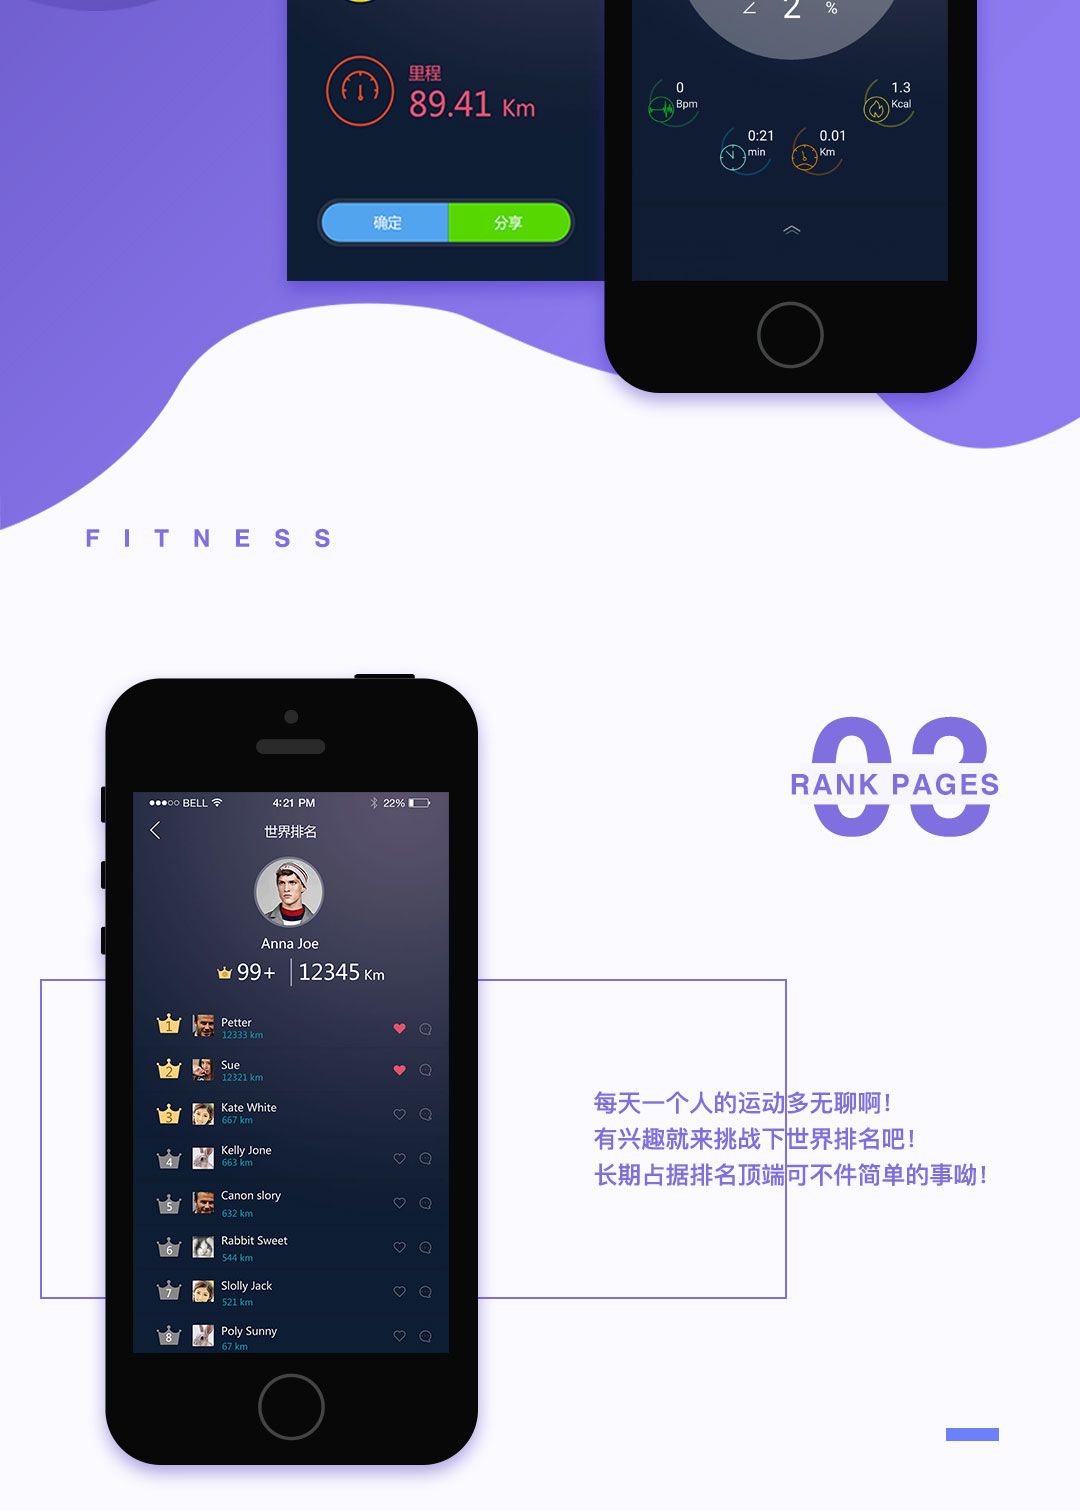 里程
89.41 Km
确定
分享
∠ 2 %
0
Bpm
1.3
Kcal
0:21
min
0.01
Km
FITNESS
03
RANK PAGES
BELL
4:21 PM
22%
世界排名
Anna Joe
99+
12345 Km
1
Petter
12333 km
2
Sue
12321 km
3
Kate White
667 km
4
Kelly Jone
663 km
5
Canon slory
632 km
6
Rabbit Sweet
544 km
7
Slolly Jack
521 km
8
Poly Sunny
67 km
每天一个人的运动多无聊啊!
有兴趣就来挑战下世界排名吧!
长期占据排名顶端可不件简单的事呦!